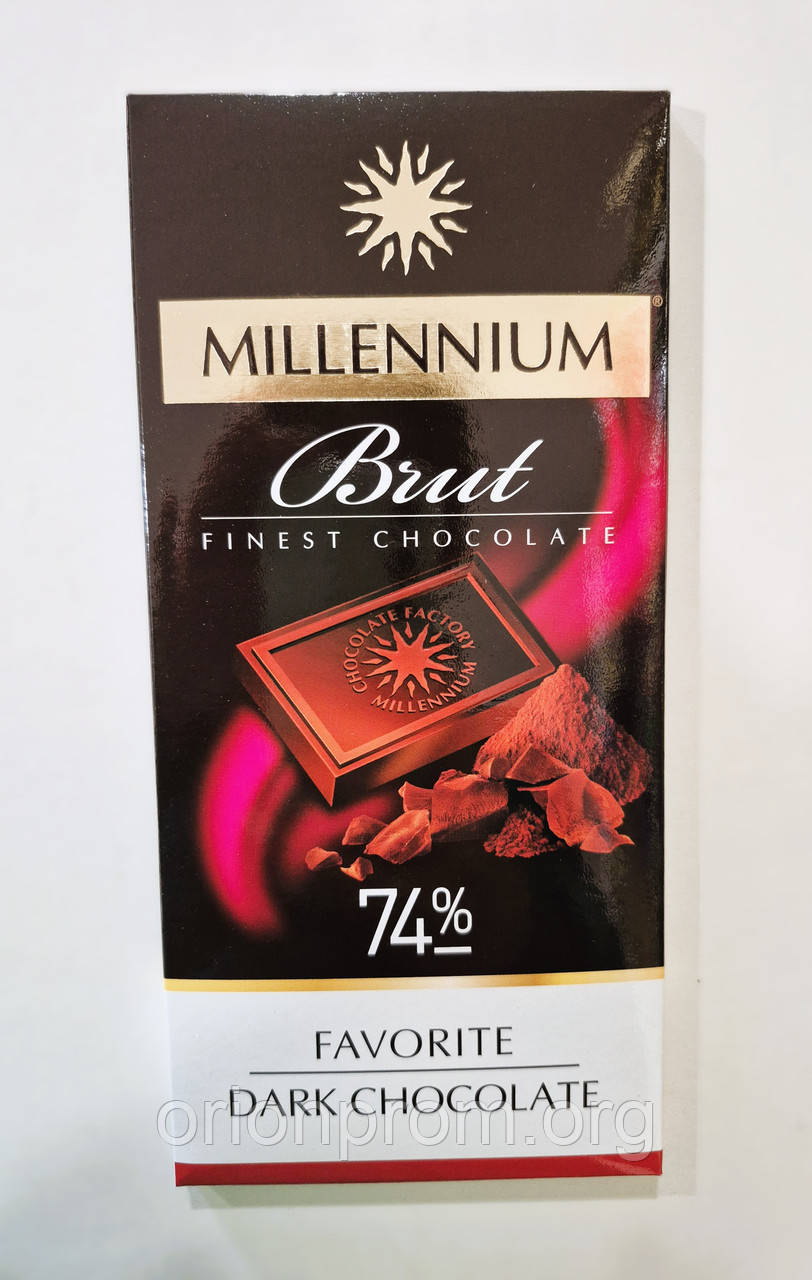 MILLENNIUM®
Brut
FINEST CHOCOLATE
CHOCOLATE FACTORY
MILLENNIUM
74%
FAVORITE
DARK CHOCOLATE
orionprom.org